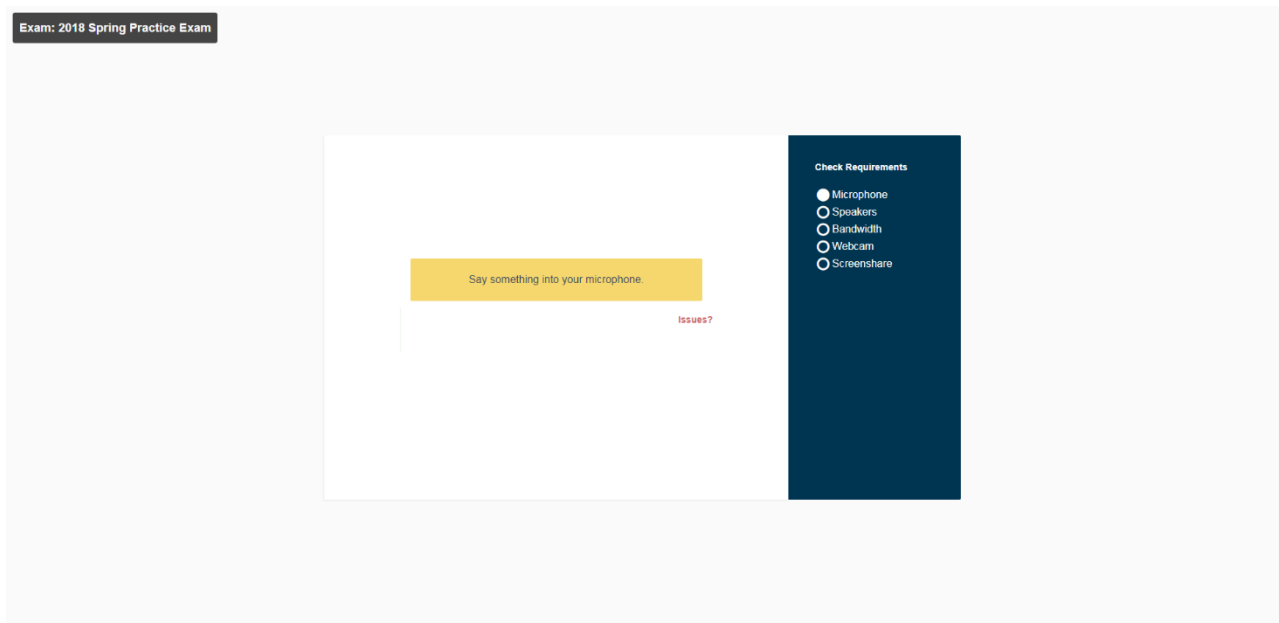 Exam: 2018 Spring Practice Exam
Say something into your microphone.
Issues?
Check Requirements
Microphone
Speakers
Bandwidth
Webcam
Screenshare